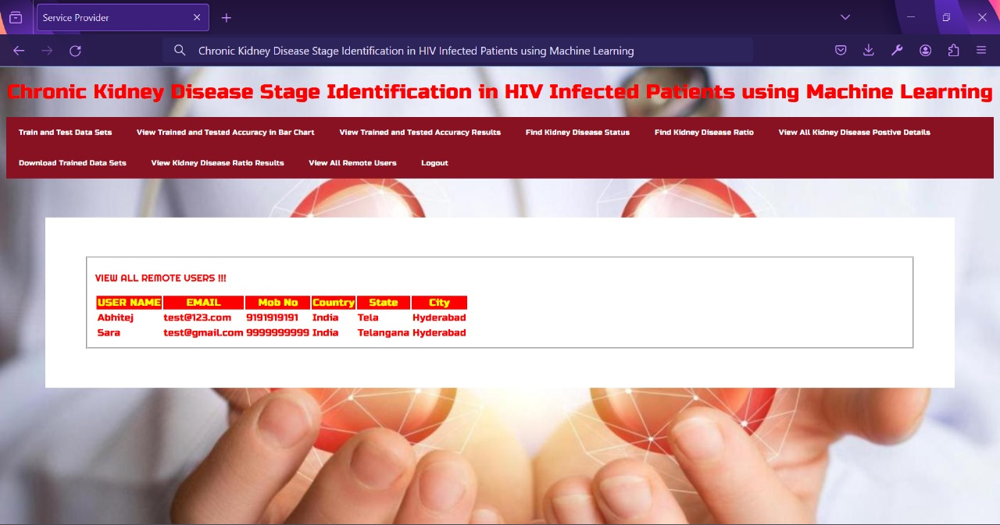 Service Provider
Chronic Kidney Disease Stage Identification in HIV Infected Patients using Machine Learning
Chronic Kidney Disease Stage Identification in HIV Infected Patients using Machine Learning
Train and Test Data Sets View Trained and Tested Accuracy in Bar Chart View Trained and Tested Accuracy Results Find Kidney Disease Status Find Kidney Disease Ratio View All Kidney Disease Postive Details
Download Trained Data Sets View Kidney Disease Ratio Results View All Remote Users Logout
VIEW ALL REMOTE USERS !!!
USER NAME EMAIL Mob No Country State City
Abhitej test@123.com 9191919191 India Tela Hyderabad
Sara test@gmail.com 9999999999 India Telangana Hyderabad